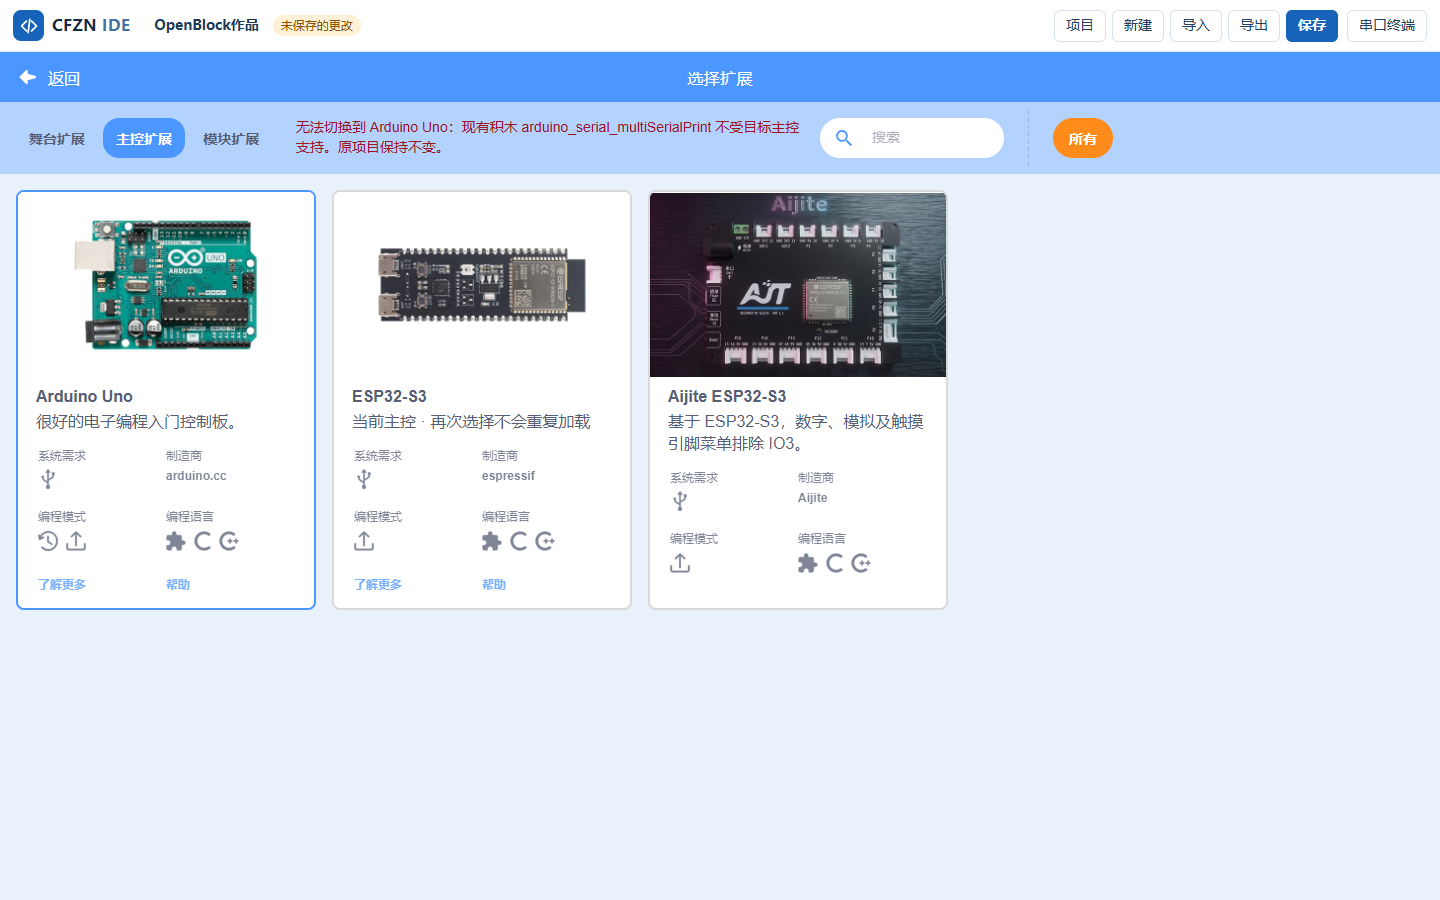 CFZN IDE OpenBlock作品 未保存的更改 项目 新建 导入 导出 保存 串口终端
返回 选择扩展
舞台扩展 主控扩展 模块扩展
无法切换到 Arduino Uno：现有积木 arduino_serial_multiSerialPrint 不受目标主控
支持。原项目保持不变。
搜索 所有
UNO
ARDUINO
Arduino Uno
很好的电子编程入门控制板。
系统需求 制造商
arduino.cc
编程模式 编程语言
了解更多 帮助
ESP32-S3
当前主控 · 再次选择不会重复加载
系统需求 制造商
espressif
编程模式 编程语言
了解更多 帮助
Aijite
AJT
Aijite ESP32-S3
基于 ESP32-S3，数字、模拟及触摸
引脚菜单排除 IO3。
系统需求 制造商
Aijite
编程模式 编程语言